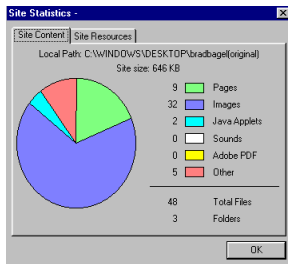 Site Statistics -
Site Content Site Resources
Local Path: C:\WINDOWS\DESKTOP\bradbagel(original)
Site size: 646 KB
9 Pages
32 Images
2 Java Applets
0 Sounds
0 Adobe PDF
5 Other
48 Total Files
3 Folders
OK